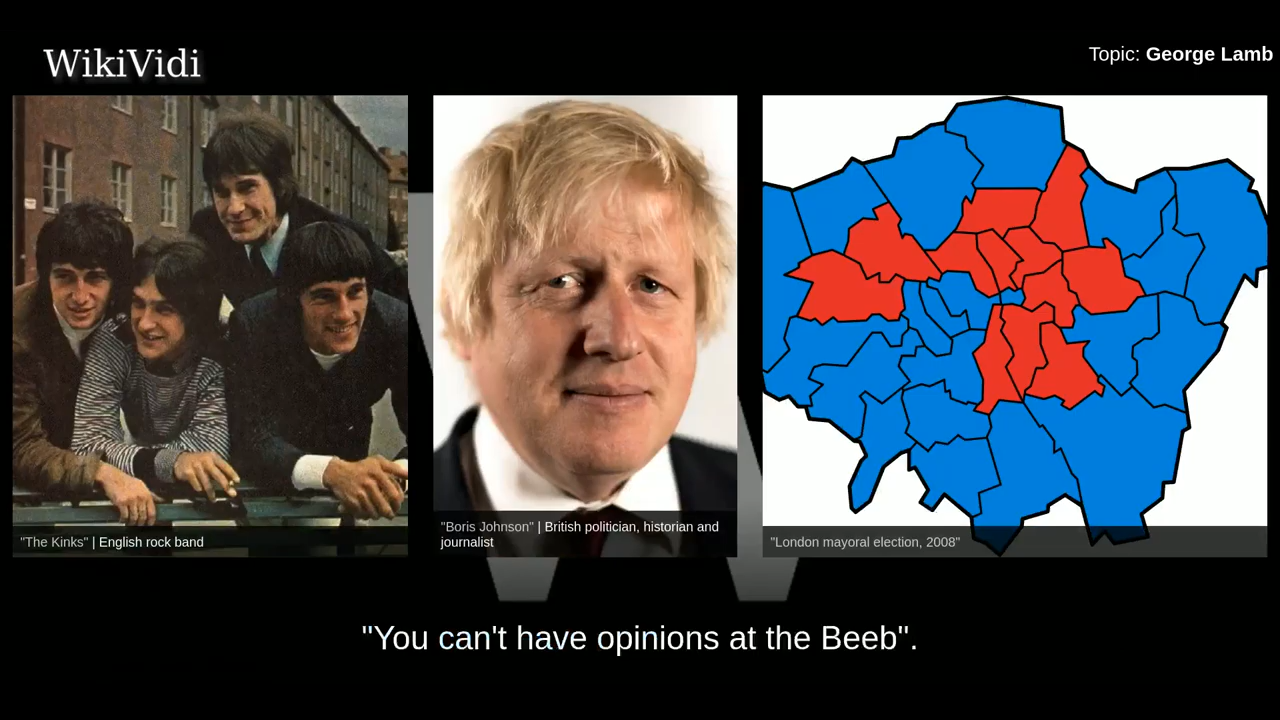 WikiVidi
Topic: George Lamb
"The Kinks" | English rock band
"Boris Johnson" | British politician, historian and
journalist
"London mayoral election, 2008"
"You can't have opinions at the Beeb".